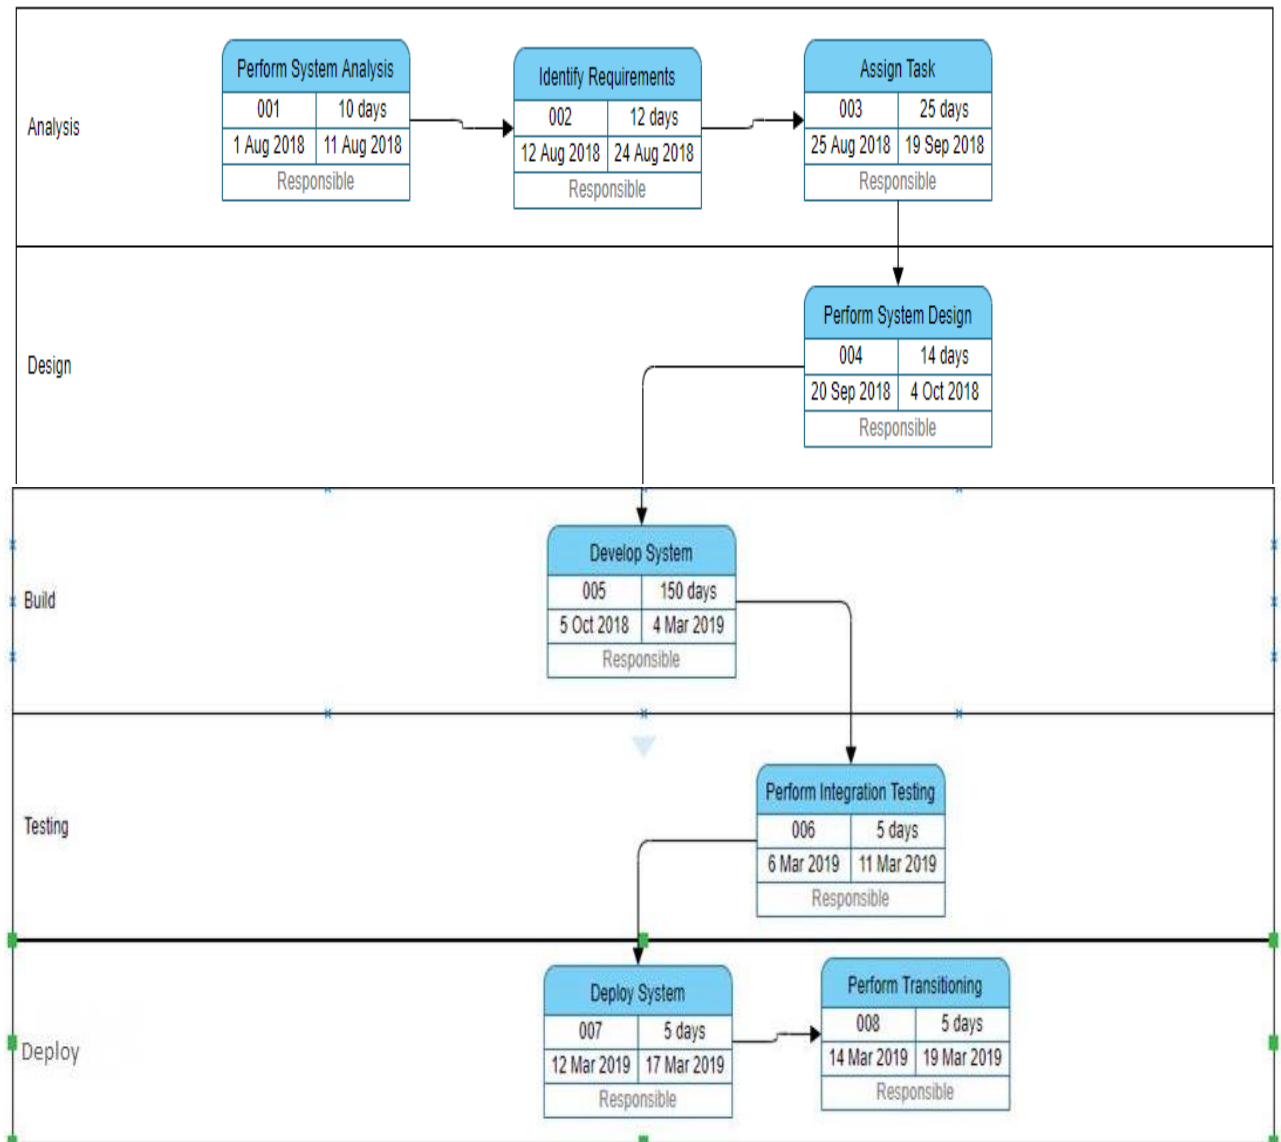 Analysis
Perform System Analysis
001 10 days
1 Aug 2018 11 Aug 2018
Responsible
Identify Requirements
002 12 days
12 Aug 2018 24 Aug 2018
Responsible
Assign Task
003 25 days
25 Aug 2018 19 Sep 2018
Responsible
Design
Perform System Design
004 14 days
20 Sep 2018 4 Oct 2018
Responsible
Build
Develop System
005 150 days
5 Oct 2018 4 Mar 2019
Responsible
Testing
Perform Integration Testing
006 5 days
6 Mar 2019 11 Mar 2019
Responsible
Deploy
Deploy System
007 5 days
12 Mar 2019 17 Mar 2019
Responsible
Perform Transitioning
008 5 days
14 Mar 2019 19 Mar 2019
Responsible